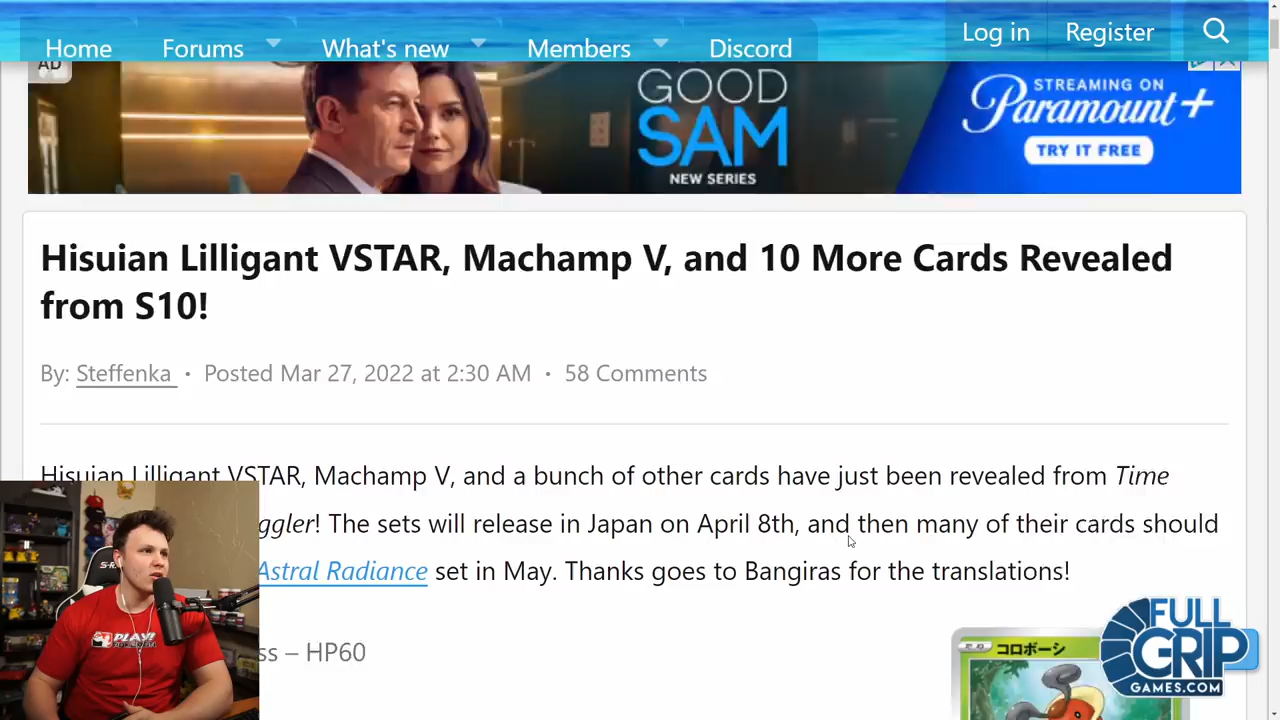 Home Forums What's new Members Discord Log in Register
AD
GOOD
SAM
NEW SERIES
STREAMING ON
Paramount+
TRY IT FREE
Hisuian Lilligant VSTAR, Machamp V, and 10 More Cards Revealed
from S10!
By: Steffenka • Posted Mar 27, 2022 at 2:30 AM • 58 Comments
Hisuian Lilligant VSTAR, Machamp V, and a bunch of other cards have just been revealed from Time
ggler! The sets will release in Japan on April 8th, and then many of their cards should
Astral Radiance set in May. Thanks goes to Bangiras for the translations!
ss – HP60
コロボーシ
FULL
GRIP
GAMES.COM
PLAY!